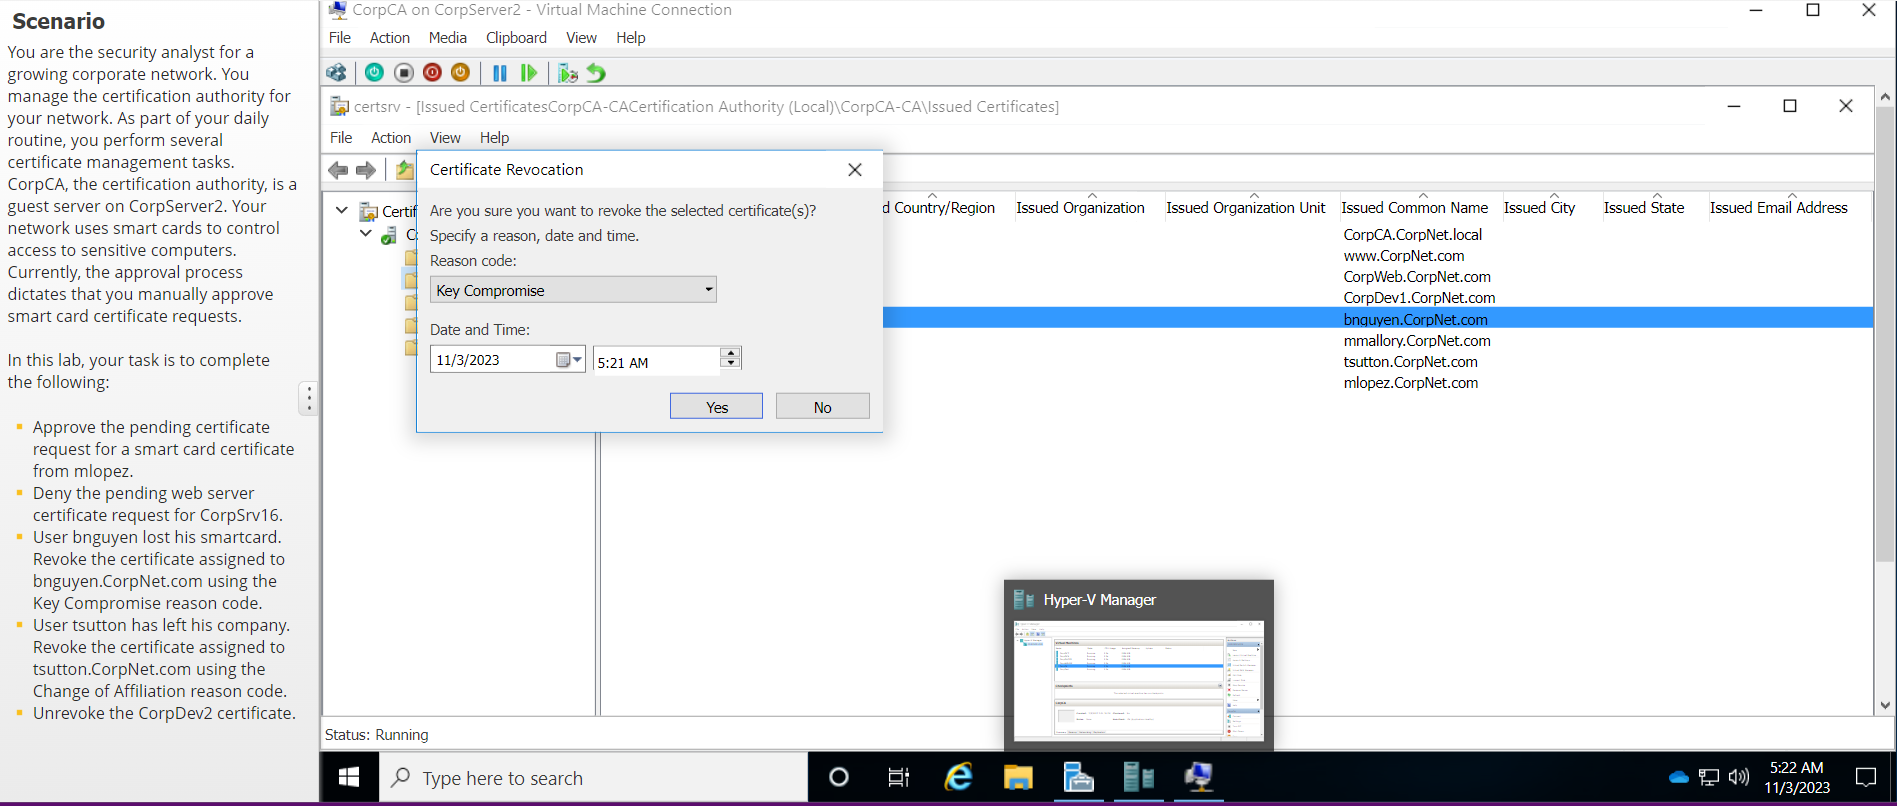 Scenario
You are the security analyst for a
growing corporate network. You
manage the certification authority for
your network. As part of your daily
routine, you perform several
certificate management tasks.
CorpCA, the certification authority, is a
guest server on CorpServer2. Your
network uses smart cards to control
access to sensitive computers.
Currently, the approval process
dictates that you manually approve
smart card certificate requests.
In this lab, your task is to complete
the following:
Approve the pending certificate
request for a smart card certificate
from mlopez.
Deny the pending web server
certificate request for CorpSrv16.
User bnguyen lost his smartcard.
Revoke the certificate assigned to
bnguyen.CorpNet.com using the
Key Compromise reason code.
User tsutton has left his company.
Revoke the certificate assigned to
tsutton.CorpNet.com using the
Change of Affiliation reason code.
Unrevoke the CorpDev2 certificate.
CorpCA on CorpServer2 - Virtual Machine Connection
File Action Media Clipboard View Help
certsrv - [Issued CertificatesCorpCA-CACertification Authority (Local)\CorpCA-CA\Issued Certificates]
File Action View Help
Certificate Revocation
Are you sure you want to revoke the selected certificate(s)?
Specify a reason, date and time.
Reason code:
Key Compromise
Date and Time:
11/3/2023 5:21 AM
Yes No
Certif
C
d Country/Region Issued Organization Issued Organization Unit Issued Common Name Issued City Issued State Issued Email Address
CorpCA.CorpNet.local
www.CorpNet.com
CorpWeb.CorpNet.com
CorpDev1.CorpNet.com
bnguyen.CorpNet.com
mmallory.CorpNet.com
tsutton.CorpNet.com
mlopez.CorpNet.com
Hyper-V Manager
Status: Running
Type here to search
5:22 AM
11/3/2023